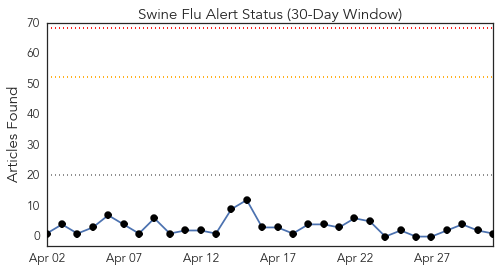 Swine Flu Alert Status (30-Day Window)
Articles Found
70
60
50
40
30
20
10
0
Apr 02
Apr 07
Apr 12
Apr 17
Apr 22
Apr 27